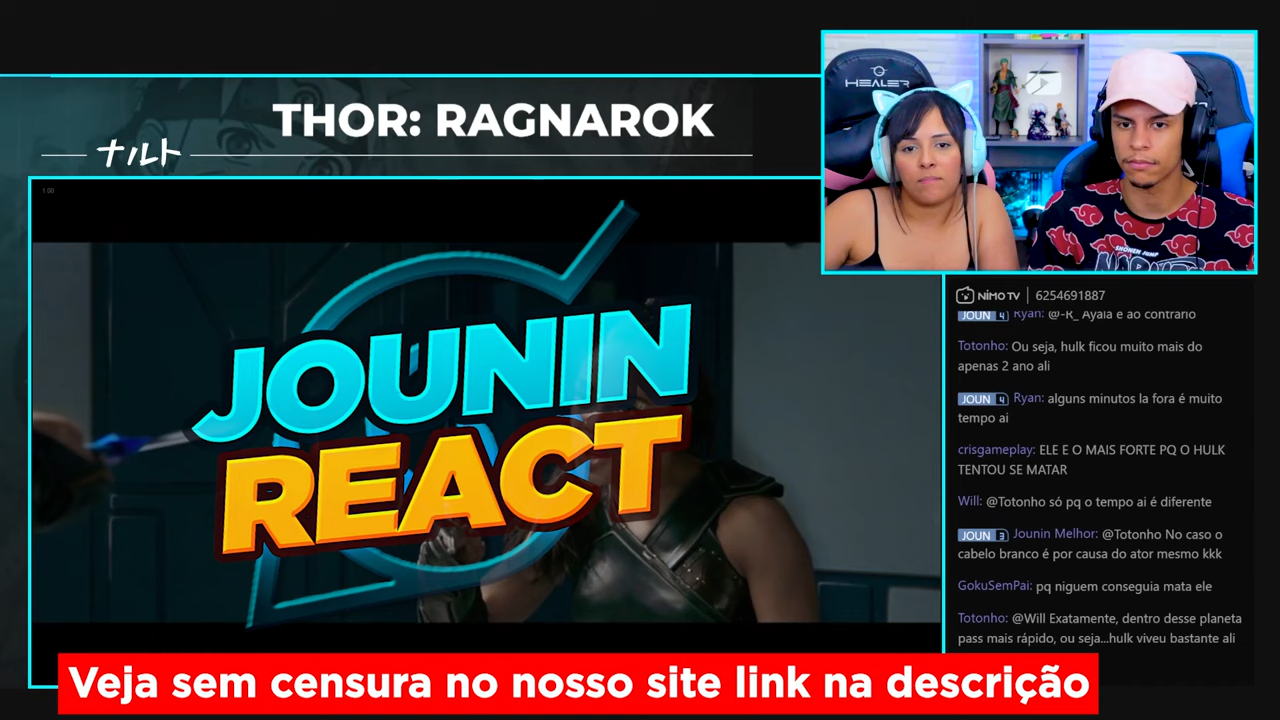 THOR: RAGNAROK
ナルト
1:00
HEALER
SHONEN JUMP
NARUTO
JOUNIN
REACT
NIMO TV | 6254691887
JOUN 4 Ryan: @-R_ Ayala e ao contrario
Totonho: Ou seja, hulk ficou muito mais do
apenas 2 ano ali
JOUN 4 Ryan: alguns minutos la fora é muito
tempo ai
crisgameplay: ELE E O MAIS FORTE PQ O HULK
TENTOU SE MATAR
Will: @Totonho só pq o tempo ai é diferente
JOUN 3 Jounin Melhor: @Totonho No caso o
cabelo branco é por causa do ator mesmo kkk
GokuSemPai: pq niguem conseguia mata ele
Totonho: @Will Exatamente, dentro desse planeta
pass mais rápido, ou seja...hulk viveu bastante ali
Veja sem censura no nosso site link na descrição